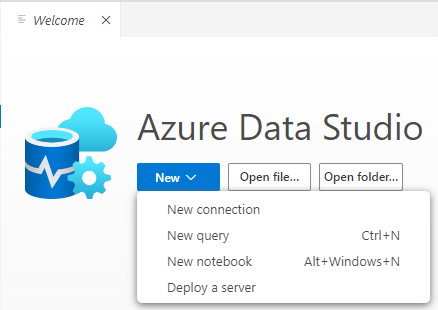 Welcome
Azure Data Studio
New Open file... Open folder...
New connection
New query Ctrl+N
New notebook Alt+Windows+N
Deploy a server